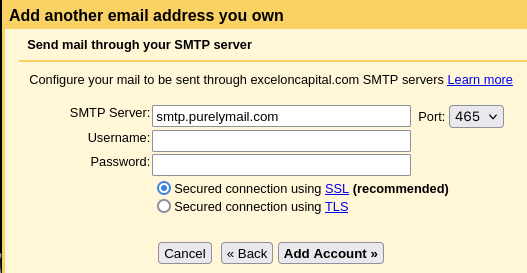 Add another email address you own
Send mail through your SMTP server
Configure your mail to be sent through exceloncapital.com SMTP servers Learn more
SMTP Server: smtp.purelymail.com Port: 465
Username:
Password:
Secured connection using SSL (recommended)
Secured connection using TLS
Cancel « Back Add Account »